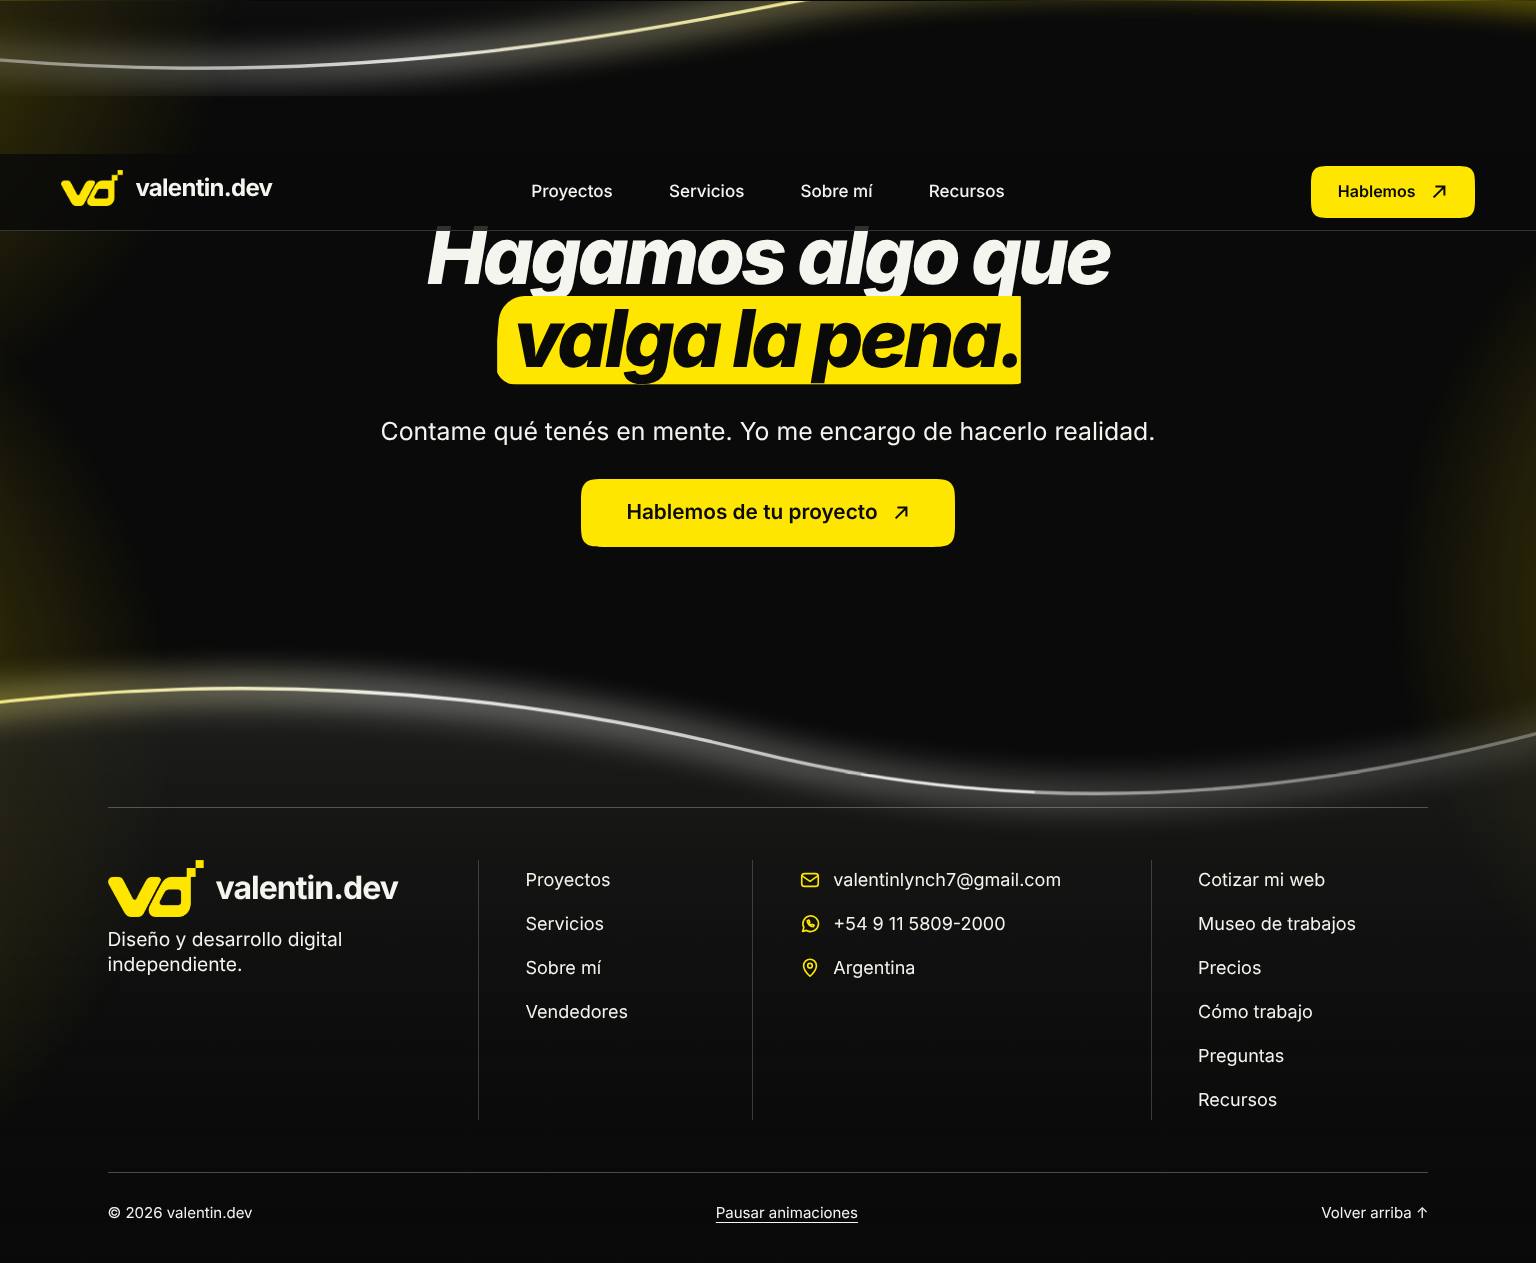 valentin.dev
Proyectos
Servicios
Sobre mí
Recursos
Hablemos
Hagamos algo que
valga la pena.
Contame qué tenés en mente. Yo me encargo de hacerlo realidad.
Hablemos de tu proyecto
valentin.dev
Diseño y desarrollo digital
independiente.
Proyectos
Servicios
Sobre mí
Vendedores
valentinlynch7@gmail.com
+54 9 11 5809-2000
Argentina
Cotizar mi web
Museo de trabajos
Precios
Cómo trabajo
Preguntas
Recursos
© 2026 valentin.dev
Pausar animaciones
Volver arriba ↑